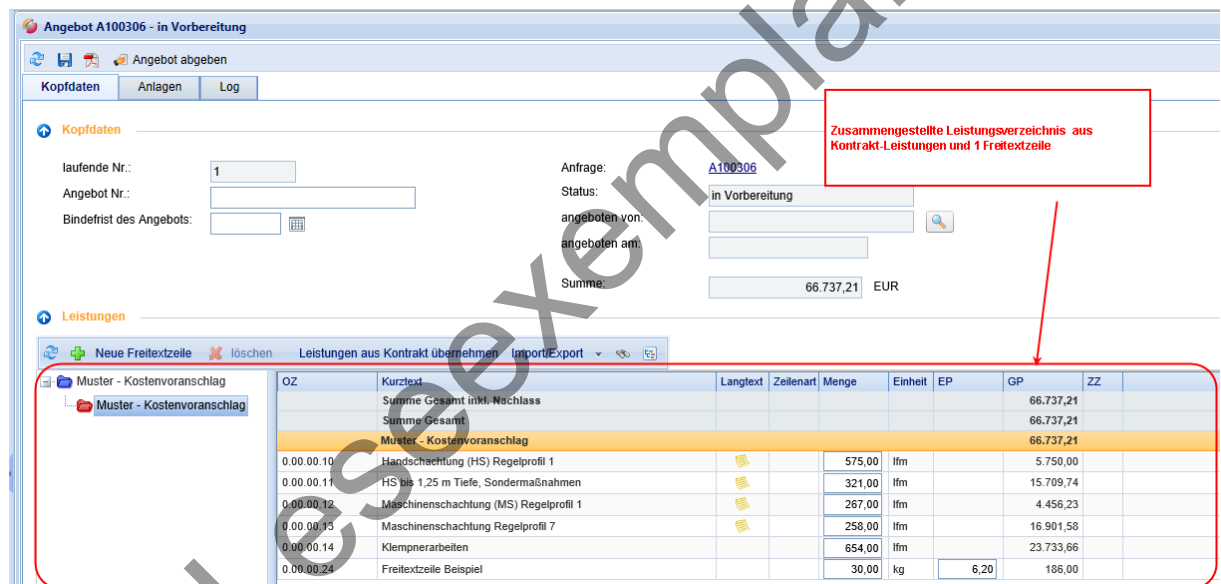 Angebot A100306 - in Vorbereitung
Angebot abgeben
Kopfdaten Anlagen Log
Kopfdaten
Zusammengestellte Leistungsverzeichnis aus
Kontrakt-Leistungen und 1 Freitextzeile
laufende Nr.: 1 Anfrage: A100306
Angebot Nr.: Status: in Vorbereitung
Bindefrist des Angebots: angeboten von:
angeboten am:
Summe: 66.737,21 EUR
Leistungen
Neue Freitextzeile löschen Leistungen aus Kontrakt übernehmen Import/Export
Muster - Kostenvoranschlag
Muster - Kostenvoranschlag
OZ Kurztext Langtext Zeilenart Menge Einheit EP GP ZZ
Summe Gesamt inkl. Nachlass 66.737,21
Summe Gesamt 66.737,21
Muster - Kostenvoranschlag 66.737,21
0.00.00.10 Handschachtung (HS) Regelprofil 1 575,00 lfm 5.750,00
0.00.00.11 HS bis 1,25 m Tiefe, Sondermaßnahmen 321,00 lfm 15.709,74
0.00.00.12 Maschinenschachtung (MS) Regelprofil 1 267,00 lfm 4.456,23
0.00.00.13 Maschinenschachtung Regelprofil 7 258,00 lfm 16.901,58
0.00.00.14 Klempnerarbeiten 654,00 lfm 23.733,66
0.00.00.24 Freitextzeile Beispiel 30,00 kg 6,20 186,00
eseexempla